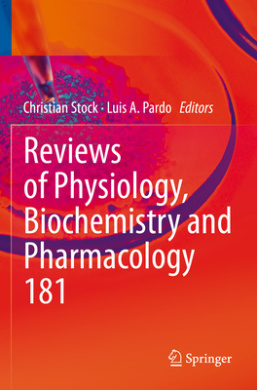 Christian Stock · Luis A. Pardo Editors
Reviews
of Physiology,
Biochemistry and
Pharmacology
181
Springer